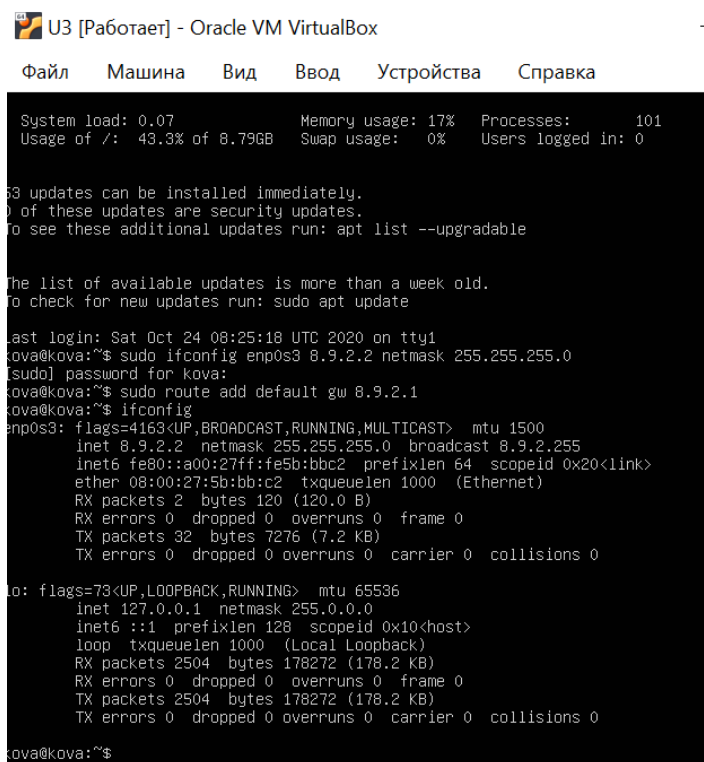 U3 [Работает] - Oracle VM VirtualBox
Файл Машина Вид Ввод Устройства Справка
System load: 0.07 Memory usage: 17% Processes: 101
Usage of /: 43.3% of 8.79GB Swap usage: 0% Users logged in: 0
53 updates can be installed immediately.
0 of these updates are security updates.
To see these additional updates run: apt list --upgradable
The list of available updates is more than a week old.
To check for new updates run: sudo apt update
Last login: Sat Oct 24 08:25:18 UTC 2020 on tty1
kova@kova:~$ sudo ifconfig enp0s3 8.9.2.2 netmask 255.255.255.0
[sudo] password for kova:
kova@kova:~$ sudo route add default gw 8.9.2.1
kova@kova:~$ ifconfig
enp0s3: flags=4163<UP,BROADCAST,RUNNING,MULTICAST> mtu 1500
inet 8.9.2.2 netmask 255.255.255.0 broadcast 8.9.2.255
inet6 fe80::a00:27ff:fe5b:bbc2 prefixlen 64 scopeid 0x20<link>
ether 08:00:27:5b:bb:c2 txqueuelen 1000 (Ethernet)
RX packets 2 bytes 120 (120.0 B)
RX errors 0 dropped 0 overruns 0 frame 0
TX packets 32 bytes 7276 (7.2 KB)
TX errors 0 dropped 0 overruns 0 carrier 0 collisions 0
lo: flags=73<UP,LOOPBACK,RUNNING> mtu 65536
inet 127.0.0.1 netmask 255.0.0.0
inet6 ::1 prefixlen 128 scopeid 0x10<host>
loop txqueuelen 1000 (Local Loopback)
RX packets 2504 bytes 178272 (178.2 KB)
RX errors 0 dropped 0 overruns 0 frame 0
TX packets 2504 bytes 178272 (178.2 KB)
TX errors 0 dropped 0 overruns 0 carrier 0 collisions 0
kova@kova:~$